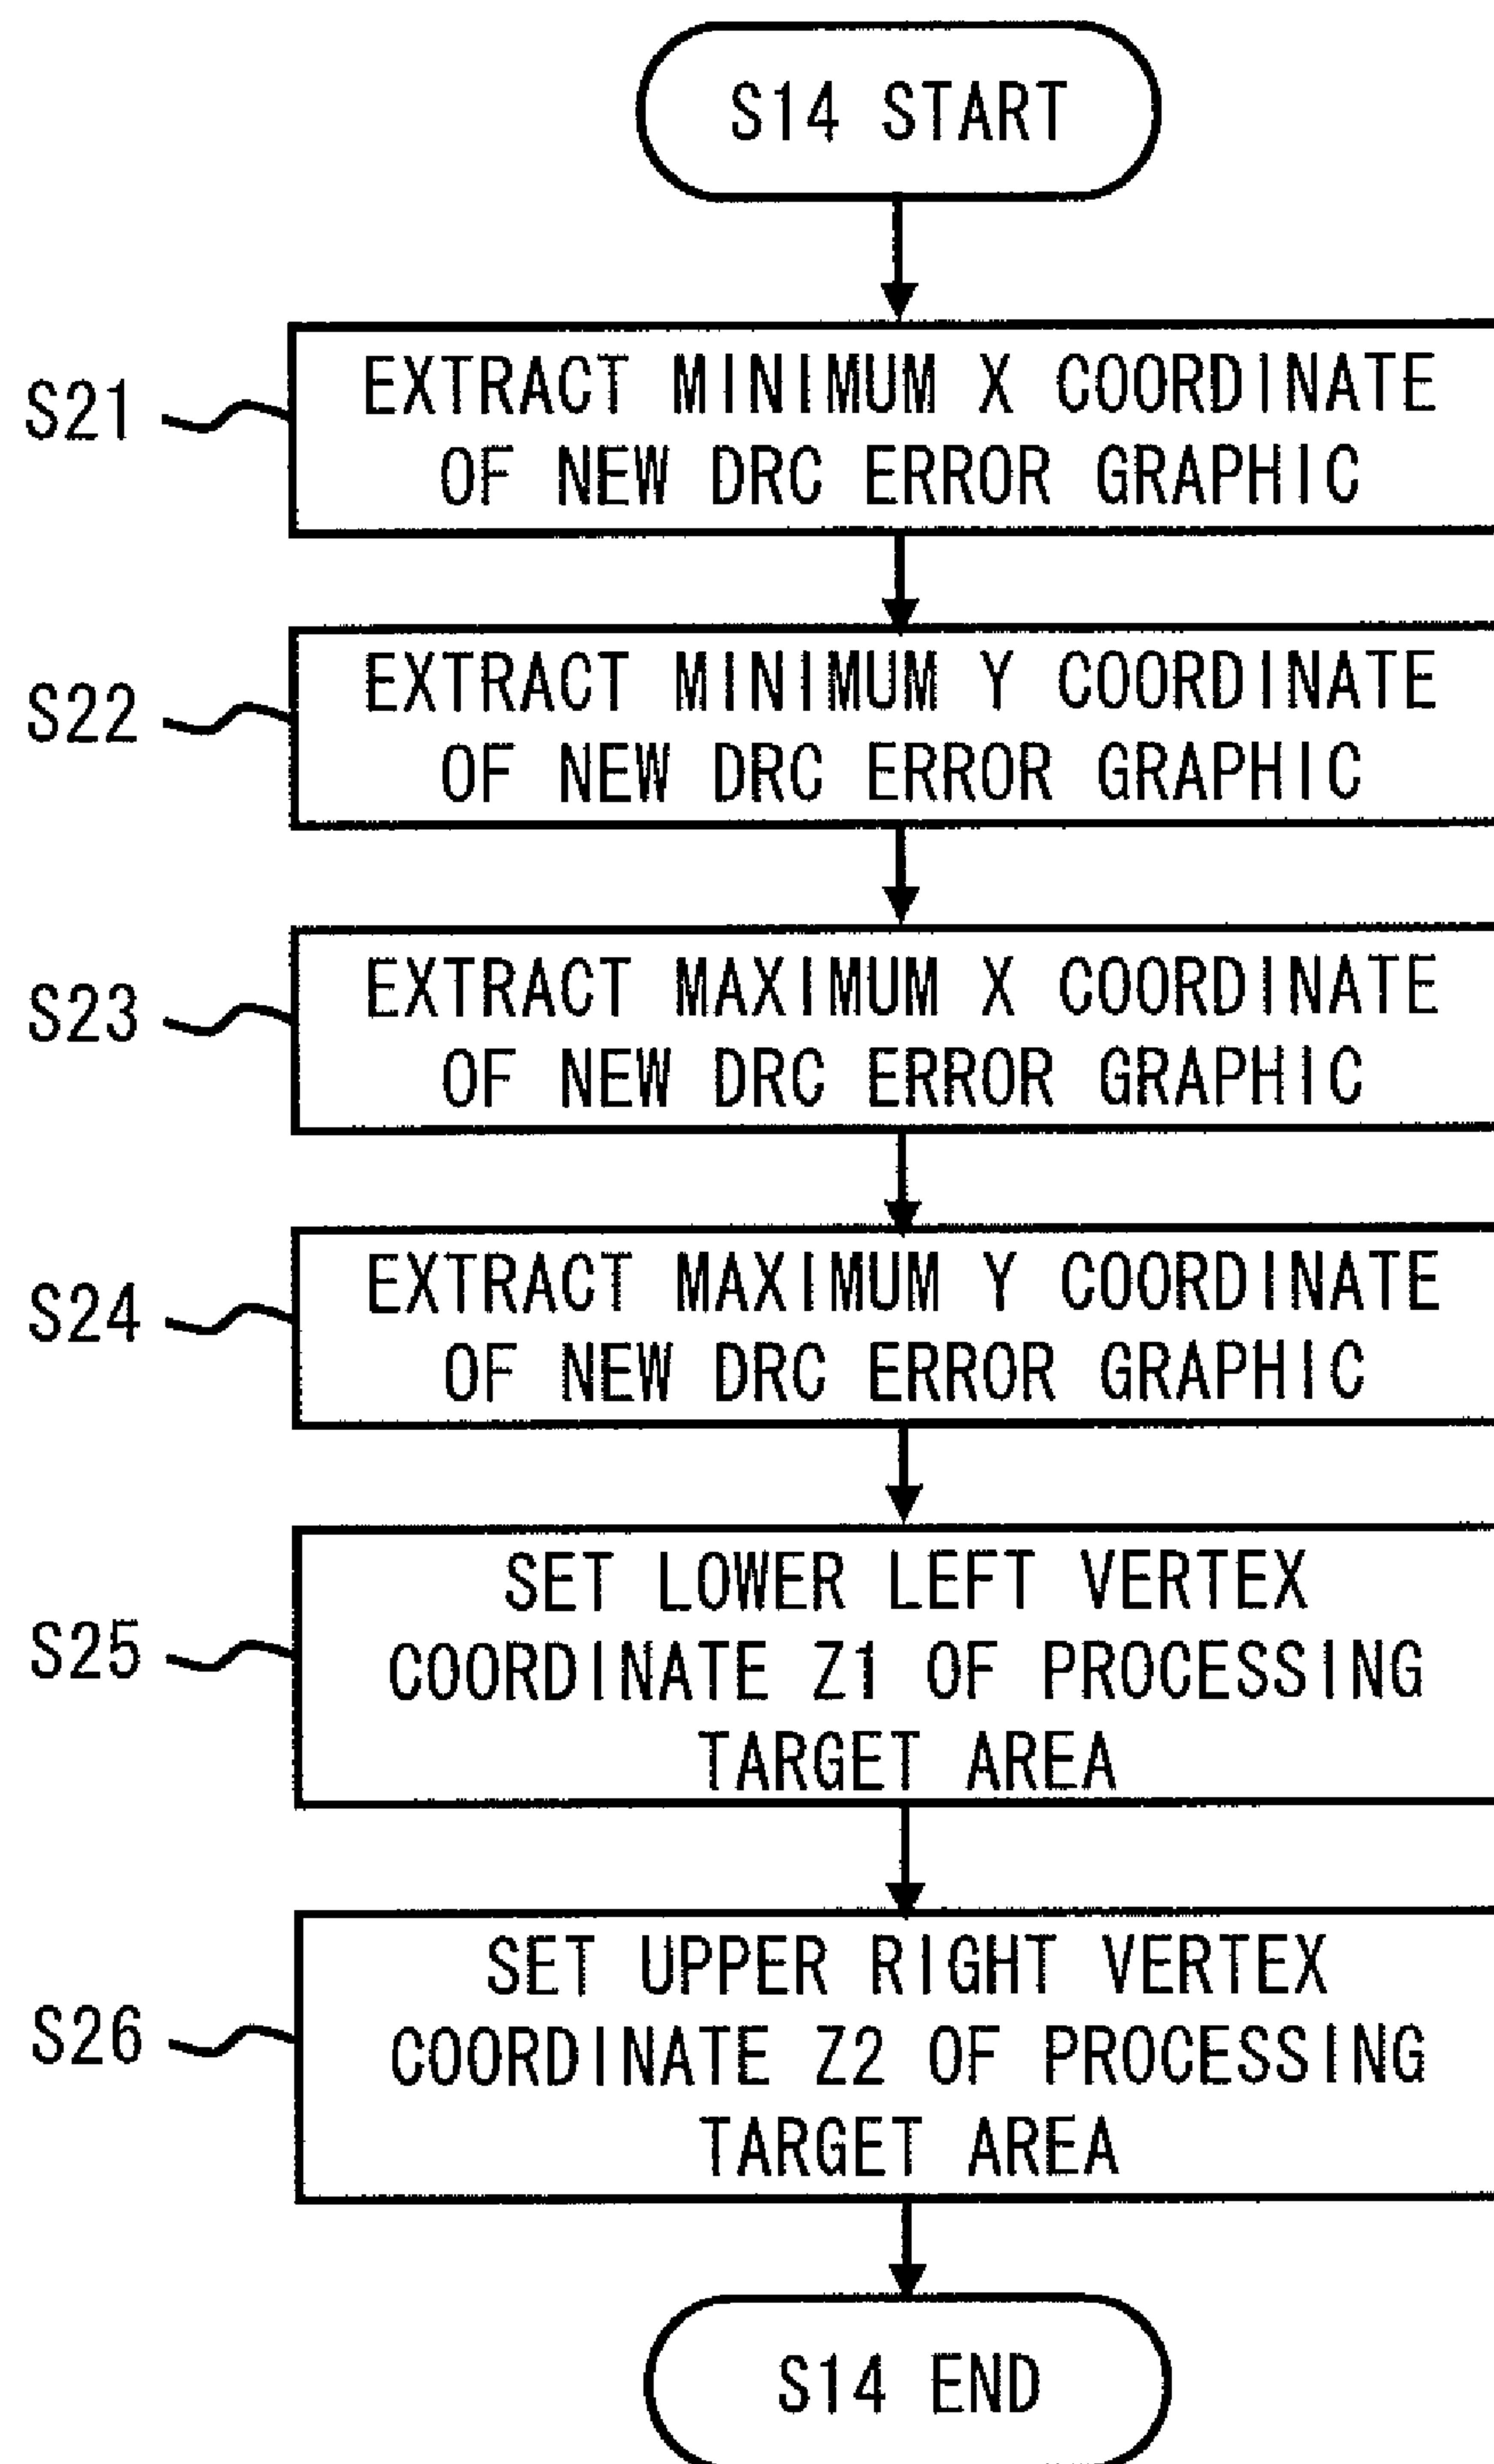 S14 START
S21
EXTRACT MINIMUM X COORDINATE
OF NEW DRC ERROR GRAPHIC
S22
EXTRACT MINIMUM Y COORDINATE
OF NEW DRC ERROR GRAPHIC
S23
EXTRACT MAXIMUM X COORDINATE
OF NEW DRC ERROR GRAPHIC
S24
EXTRACT MAXIMUM Y COORDINATE
OF NEW DRC ERROR GRAPHIC
S25
SET LOWER LEFT VERTEX
COORDINATE Z1 OF PROCESSING
TARGET AREA
S26
SET UPPER RIGHT VERTEX
COORDINATE Z2 OF PROCESSING
TARGET AREA
S14 END